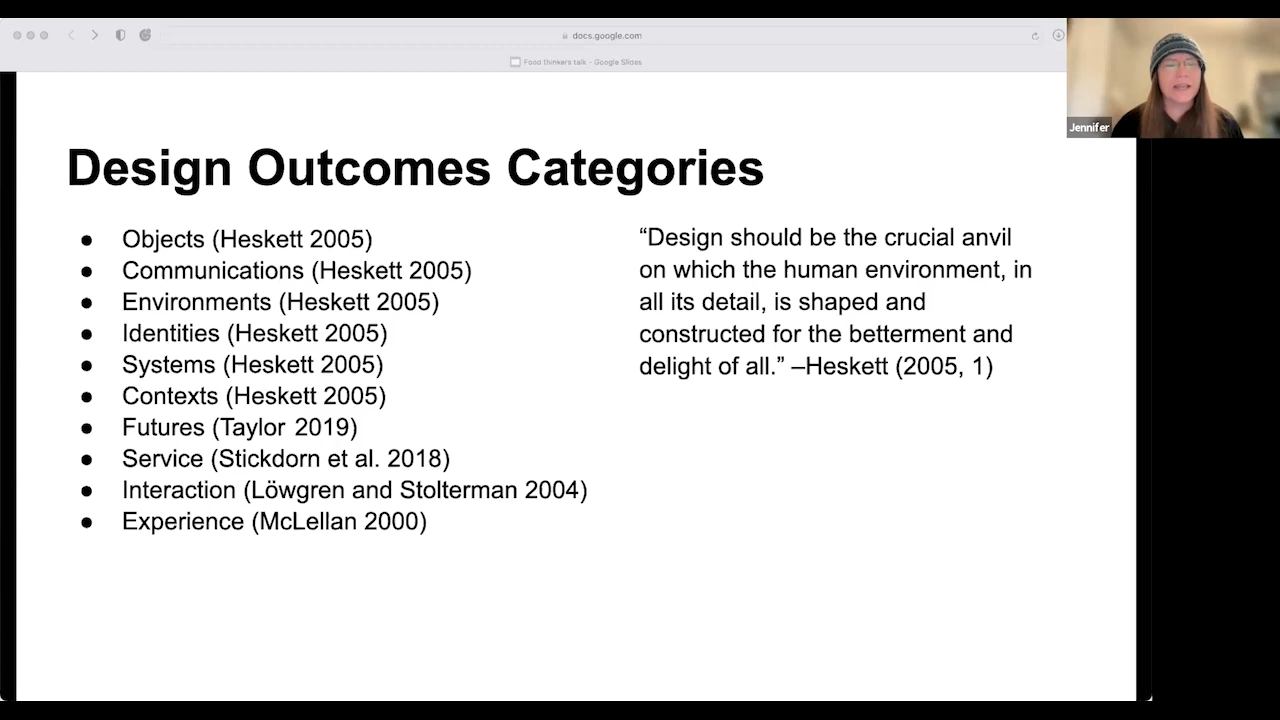 docs.google.com
Food thinkers talk - Google Slides
Jennifer
Design Outcomes Categories
● Objects (Heskett 2005)
● Communications (Heskett 2005)
● Environments (Heskett 2005)
● Identities (Heskett 2005)
● Systems (Heskett 2005)
● Contexts (Heskett 2005)
● Futures (Taylor 2019)
● Service (Stickdorn et al. 2018)
● Interaction (Löwgren and Stolterman 2004)
● Experience (McLellan 2000)
“Design should be the crucial anvil
on which the human environment, in
all its detail, is shaped and
constructed for the betterment and
delight of all.” –Heskett (2005, 1)